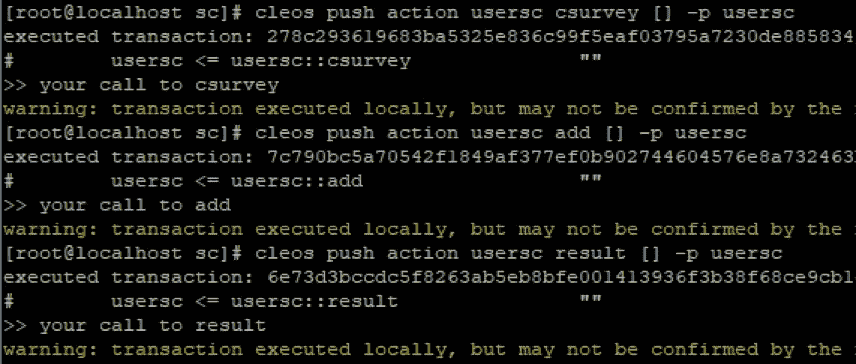 [root@localhost sc]# cleos push action usersc csurvey [] -p usersc
executed transaction: 278c293619683ba5325e836c99f5eaf03795a7230de885834
#         usersc <= usersc::csurvey              ""
>> your call to csurvey
warning: transaction executed locally, but may not be confirmed by the
[root@localhost sc]# cleos push action usersc add [] -p usersc
executed transaction: 7c790bc5a70542f1849af377ef0b902744604576e8a732463
#         usersc <= usersc::add                  ""
>> your call to add
warning: transaction executed locally, but may not be confirmed by the
[root@localhost sc]# cleos push action usersc result [] -p usersc
executed transaction: 6e73d3bccdc5f8263ab5eb8bfe001413936f3b38f68ce9cb1
#         usersc <= usersc::result               ""
>> your call to result
warning: transaction executed locally, but may not be confirmed by the